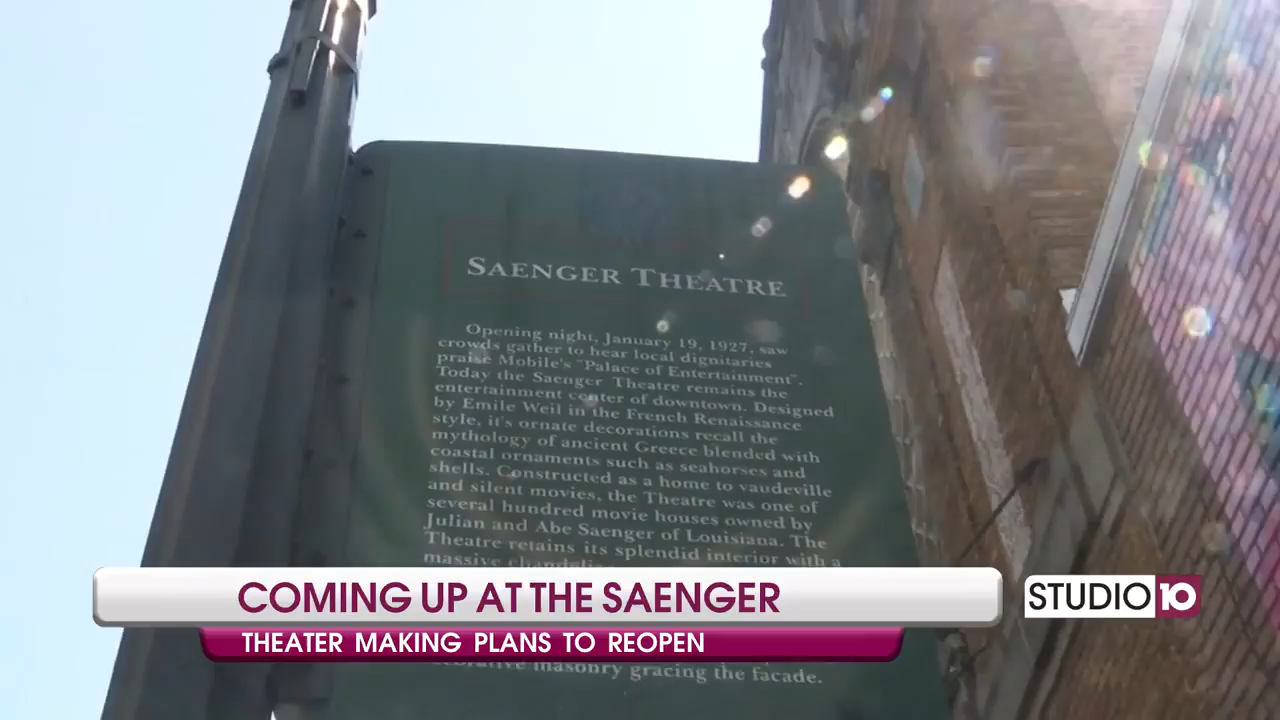 SAENGER THEATRE
Opening night, January 19, 1927, saw
crowds gather to hear local dignitaries
praise Mobile's "Palace of Entertainment".
Today the Saenger Theatre remains the
entertainment center of downtown. Designed
by Emile Weil in the French Renaissance
style, it's ornate decorations recall the
mythology of ancient Greece blended with
coastal ornaments such as seahorses and
shells. Constructed as a home to vaudeville
and silent movies, the Theatre was one of
several hundred movie houses owned by
Julian and Abe Saenger of Louisiana. The
Theatre retains its splendid interior with a
massive
COMING UP AT THE SAENGER
STUDIO 10
THEATER MAKING PLANS TO REOPEN
masonry gracing the facade.